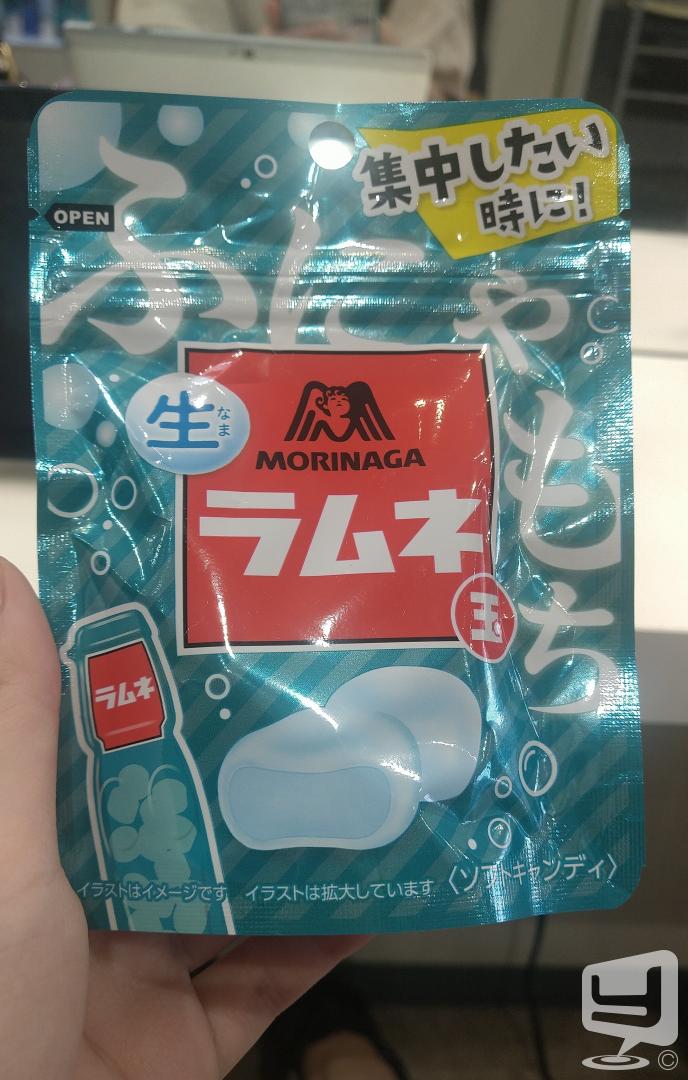 集中したい
時に!
OPEN
ふにゃもち
生
なま
MORINAGA
ラムネ
玉
ラムネ
イラストはイメージです
イラストは拡大しています
〈ソフトキャンディ〉
©